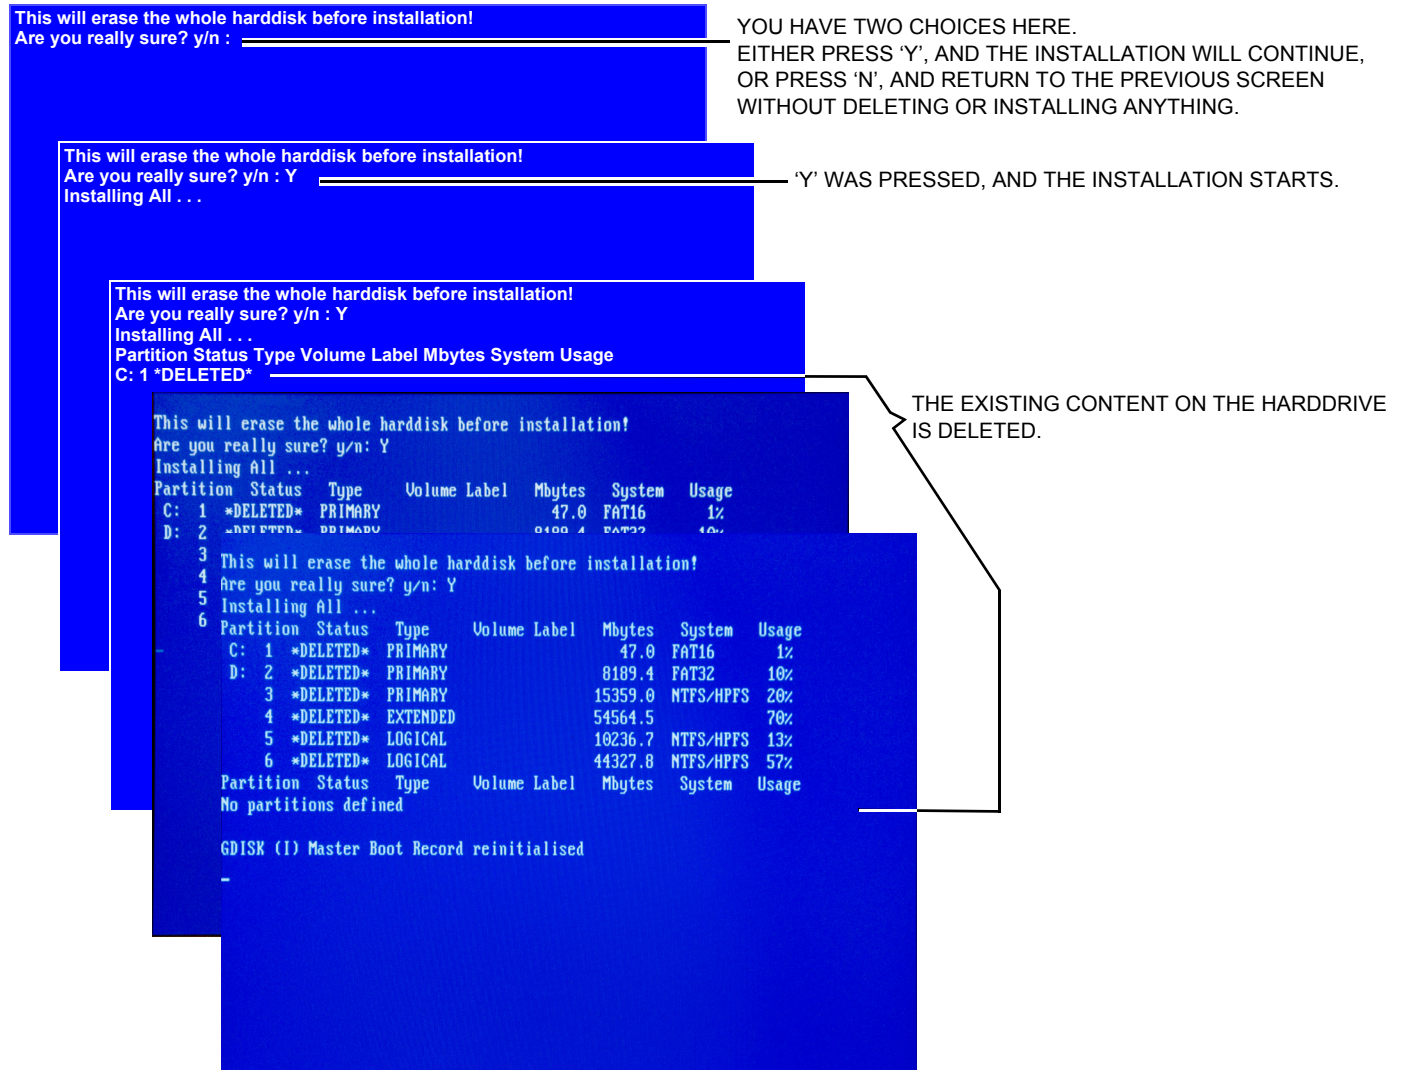 This will erase the whole harddisk before installation!
Are you really sure? y/n :
YOU HAVE TWO CHOICES HERE.
EITHER PRESS ‘Y’, AND THE INSTALLATION WILL CONTINUE,
OR PRESS ‘N’, AND RETURN TO THE PREVIOUS SCREEN
WITHOUT DELETING OR INSTALLING ANYTHING.
This will erase the whole harddisk before installation!
Are you really sure? y/n : Y
Installing All . . .
‘Y’ WAS PRESSED, AND THE INSTALLATION STARTS.
This will erase the whole harddisk before installation!
Are you really sure? y/n : Y
Installing All . . .
Partition Status Type Volume Label Mbytes System Usage
C: 1 *DELETED*
THE EXISTING CONTENT ON THE HARDDRIVE
IS DELETED.
This will erase the whole harddisk before installation!
Are you really sure? y/n: Y
Installing All ...
Partition Status Type Volume Label Mbytes System Usage
C: 1 *DELETED* PRIMARY 47.0 FAT16 1%
D: 2 *DELETED* PRIMARY 8189.4 FAT32 10%
3
4
5
6
This will erase the whole harddisk before installation!
Are you really sure? y/n: Y
Installing All ...
Partition Status Type Volume Label Mbytes System Usage
C: 1 *DELETED* PRIMARY 47.0 FAT16 1%
D: 2 *DELETED* PRIMARY 8189.4 FAT32 10%
3 *DELETED* PRIMARY 15359.0 NTFS/HPFS 20%
4 *DELETED* EXTENDED 54564.5 70%
5 *DELETED* LOGICAL 10236.7 NTFS/HPFS 13%
6 *DELETED* LOGICAL 44327.8 NTFS/HPFS 57%
Partition Status Type Volume Label Mbytes System Usage
No partitions defined
GDISK (I) Master Boot Record reinitialised